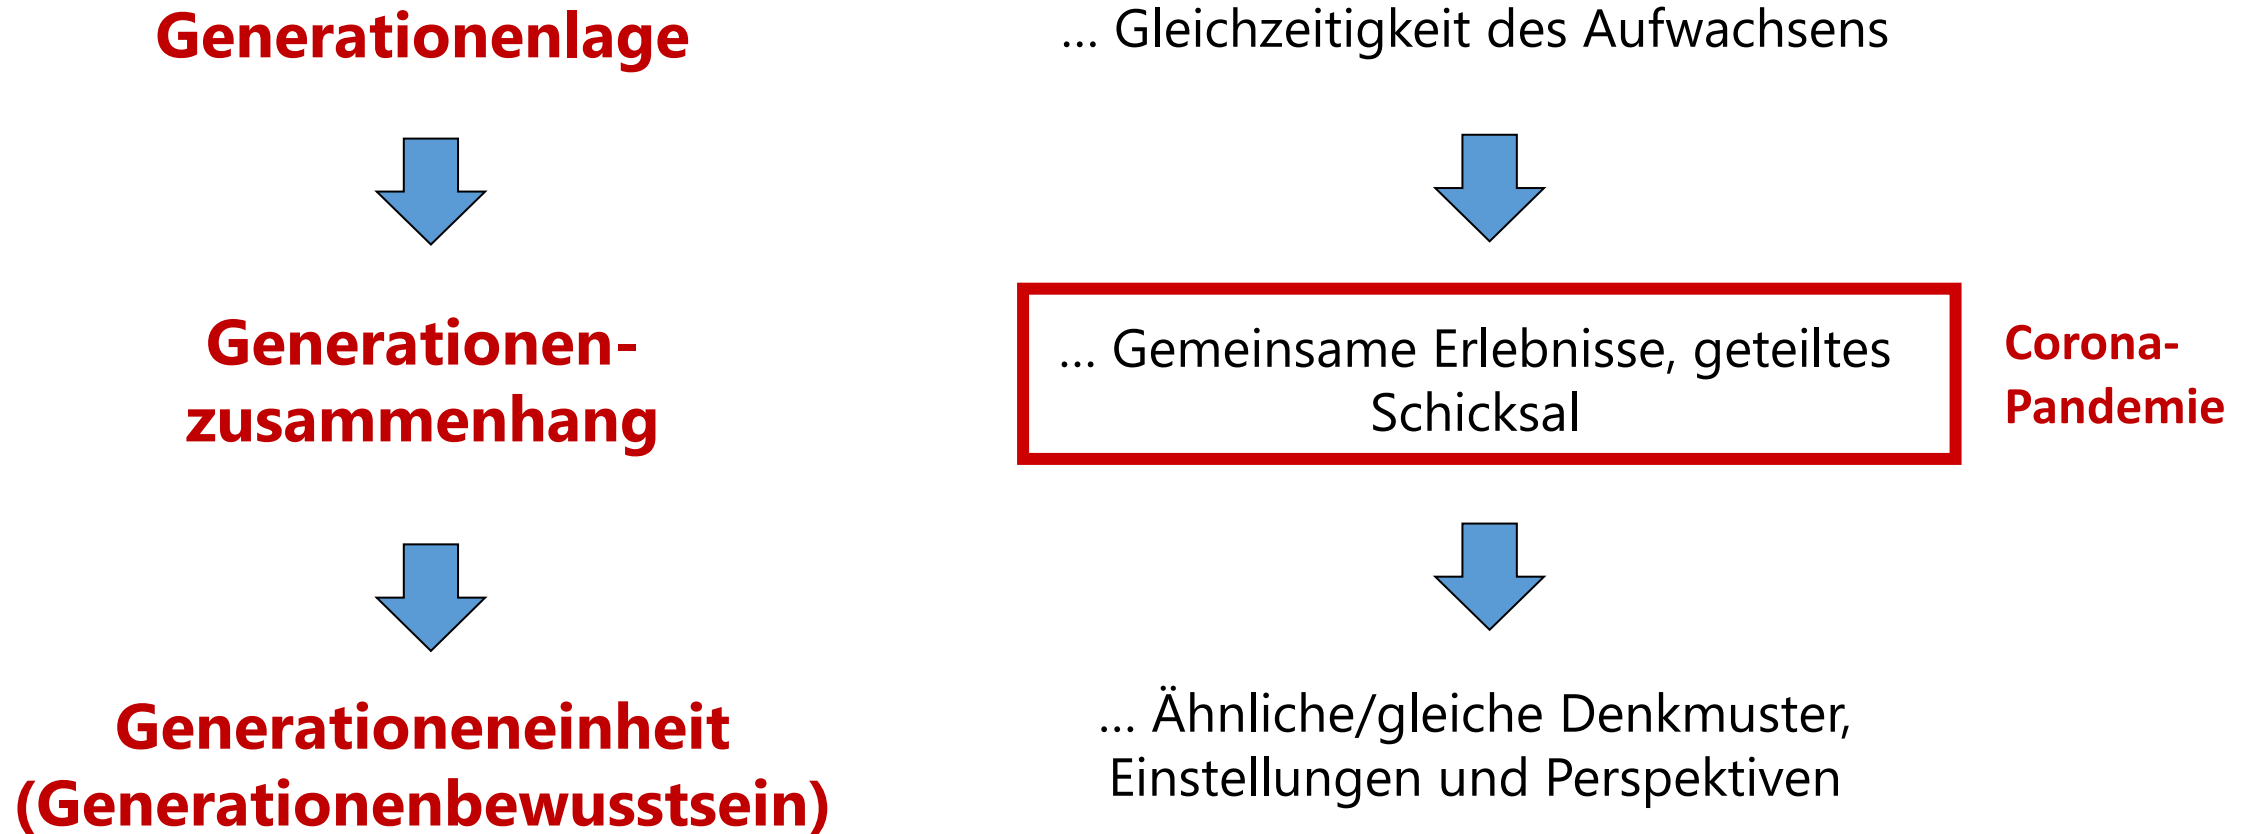 Generationenlage
... Gleichzeitigkeit des Aufwachsens
Generationen-
zusammenhang
... Gemeinsame Erlebnisse, geteiltes
Schicksal
Corona-
Pandemie
Generationeneinheit
(Generationenbewusstsein)
... Ähnliche/gleiche Denkmuster,
Einstellungen und Perspektiven